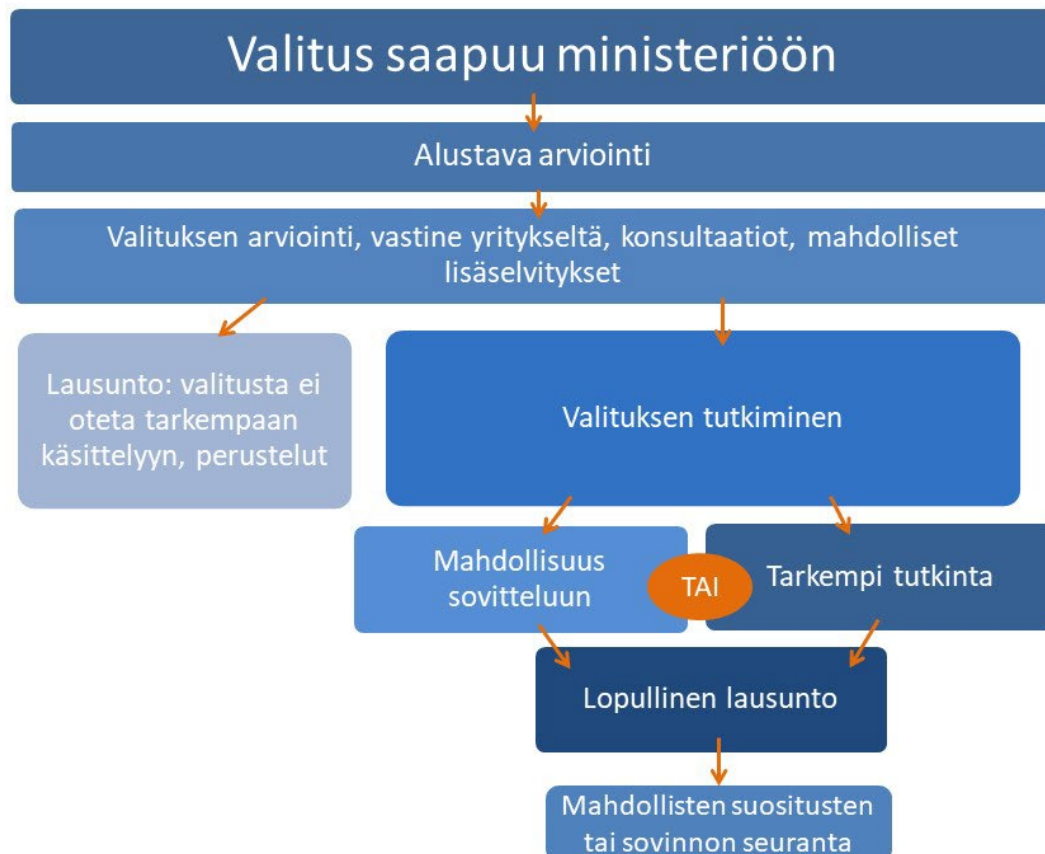 Valitus saapuu ministeriöön
Alustava arviointi
Valituksen arviointi, vastine yritykseltä, konsultaatiot, mahdolliset
lisäselvitykset
Lausunto: valitusta ei
oteta tarkempaan
käsittelyyn, perustelut
Valituksen tutkiminen
Mahdollisuus
sovitteluun
TAI
Tarkempi tutkinta
Lopullinen lausunto
Mahdollisten suositusten
tai sovinnon seuranta